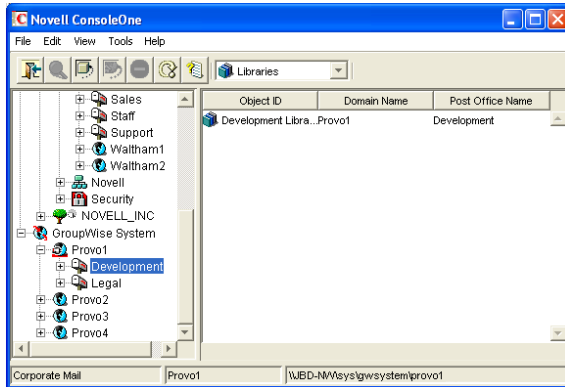 Novell ConsoleOne
File Edit View Tools Help
Libraries
Sales
Staff
Support
Waltham1
Waltham2
Novell
Security
NOVELL_INC
GroupWise System
Provo1
Development
Legal
Provo2
Provo3
Provo4
Object ID Domain Name Post Office Name
Development Libra...Provo1 Development
Corporate Mail Provo1 \\JBD-NW\sys\gwsystem\provo1